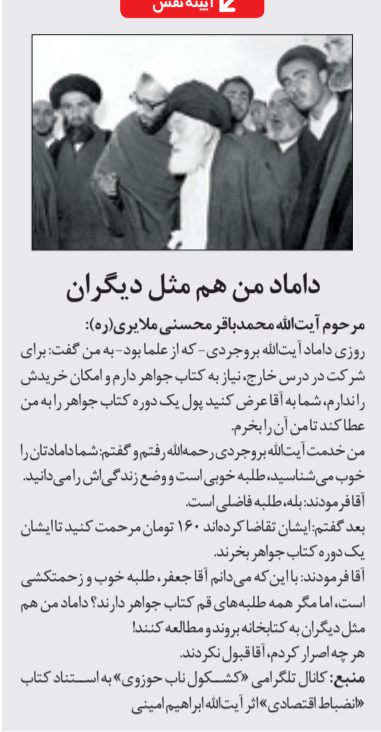 آیینه نفس
داماد من هم مثل دیگران
مرحوم آیت‌الله محمدباقر محسنی ملایری(ره):
روزی داماد آیت‌الله بروجردی- که از علما بود- به من گفت: برای
شرکت در درس خارج، نیاز به کتاب جواهر دارم و امکان خریدش
را ندارم، شما به آقا عرض کنید پول یک دوره کتاب جواهر را به من
عطا کند تا من آن را بخرم.
من خدمت آیت‌الله بروجردی رحمه‌الله رفتم و گفتم: شما دامادتان را
خوب می‌شناسید، طلبه خوبی است و وضع زندگی‌اش را می‌دانید.
آقا فرمودند: بله، طلبه فاضلی است.
بعد گفتم: ایشان تقاضا کرده‌اند ۱۶۰ تومان مرحمت کنید تا ایشان
یک دوره کتاب جواهر بخرند.
آقا فرمودند: با این‌که می‌دانم آقا جعفر، طلبه خوب و زحمتکشی
است، اما مگر همه طلبه‌های قم کتاب جواهر دارند؟ داماد من هم
مثل دیگران به کتابخانه بروند و مطالعه کنند!
هر چه اصرار کردم، آقا قبول نکردند.
منبع: کانال تلگرامی «کشــکول ناب حوزوی» به اســتناد کتاب
«انضباط اقتصادی» اثر آیت‌الله ابراهیم امینی